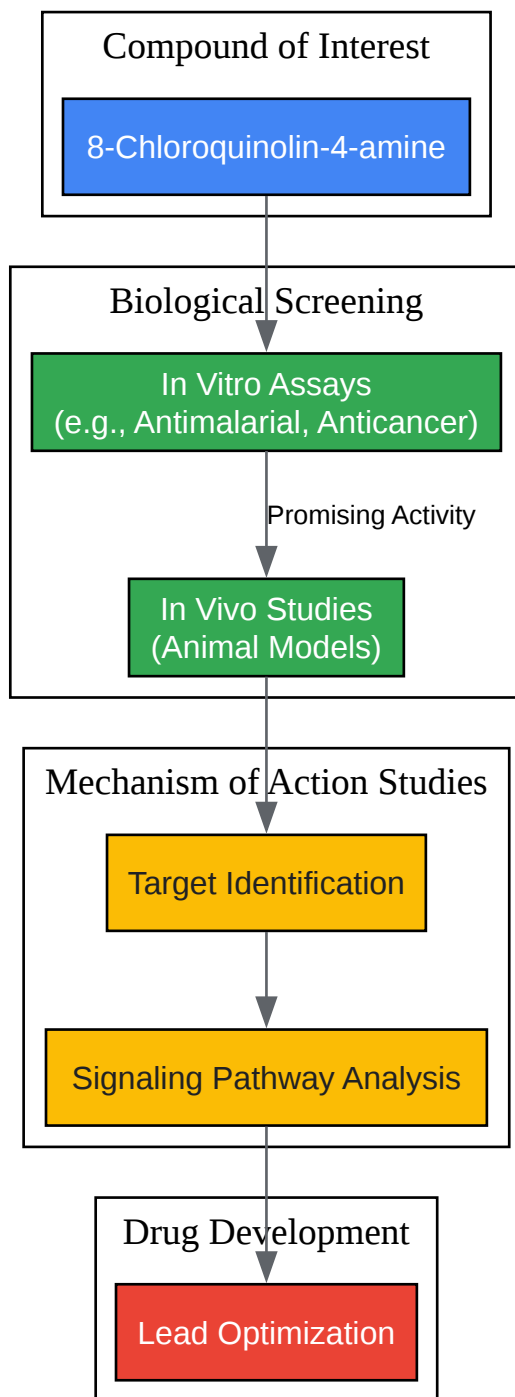 Compound of Interest
8-Chloroquinolin-4-amine
Biological Screening
In Vitro Assays
(e.g., Antimalarial, Anticancer)
Promising Activity
In Vivo Studies
(Animal Models)
Mechanism of Action Studies
Target Identification
Signaling Pathway Analysis
Drug Development
Lead Optimization